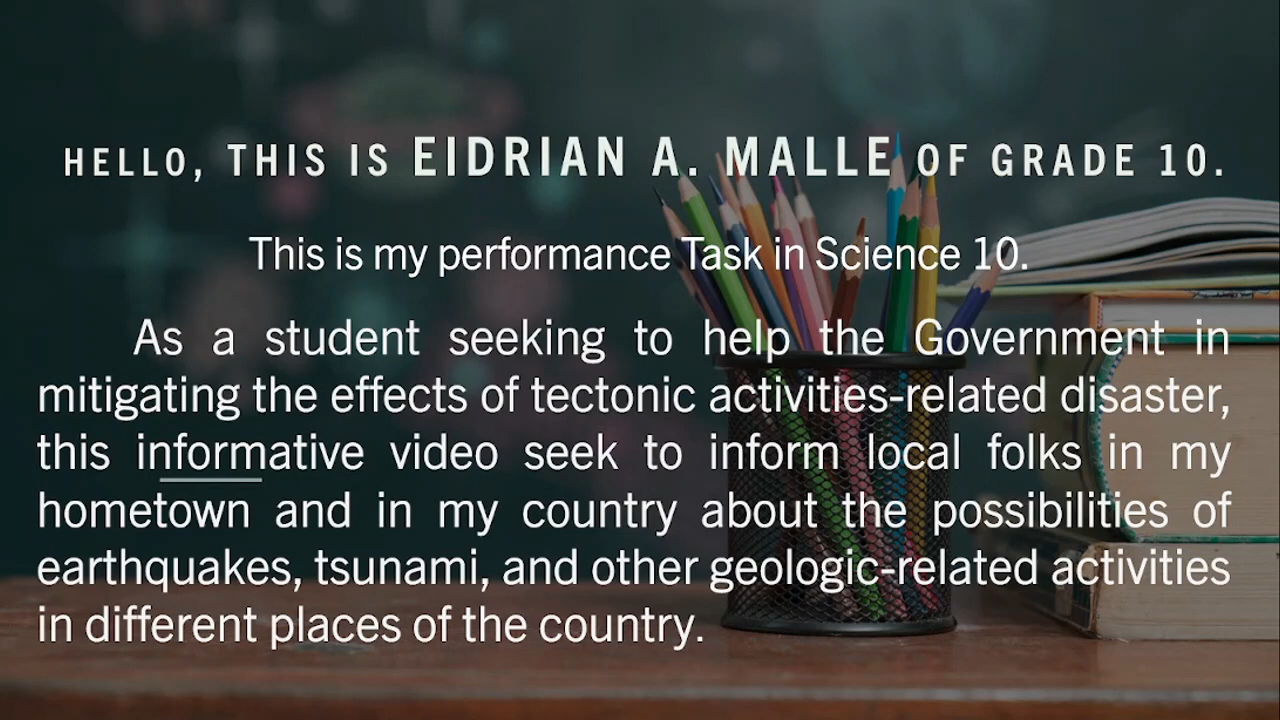 HELLO, THIS IS EIDRIAN A. MALLE OF GRADE 10.
This is my performance Task in Science 10.
As a student seeking to help the Government in
mitigating the effects of tectonic activities-related disaster,
this informative video seek to inform local folks in my
hometown and in my country about the possibilities of
earthquakes, tsunami, and other geologic-related activities
in different places of the country.